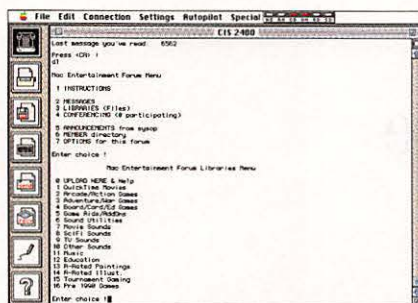 File Edit Connection Settings Autopilot Special
CIS 2400
Last message you've read: 6562
Press <CR> !
d1
Mac Entertainment Forum Menu
1 INSTRUCTIONS
2 MESSAGES
3 LIBRARIES (Files)
4 CONFERENCING (0 participating)
5 ANNOUNCEMENTS from sysop
6 MEMBER directory
7 OPTIONS for this forum
Enter choice !
Mac Entertainment Forum Libraries Menu
0 UPLOAD HERE & Help
1 QuickTime Movies
2 Arcade/Action Games
3 Adventure/War Games
4 Board/Card/Ed Games
5 Game Aids/AddOns
6 Sound Utilities
7 Movie Sounds
8 SciFi Sounds
9 TV Sounds
10 Other Sounds
11 Music
12 Education
13 R-Rated Paintings
14 R-Rated Illust.
15 Tournament Gaming
16 Pre 1990 Games
Enter choice !